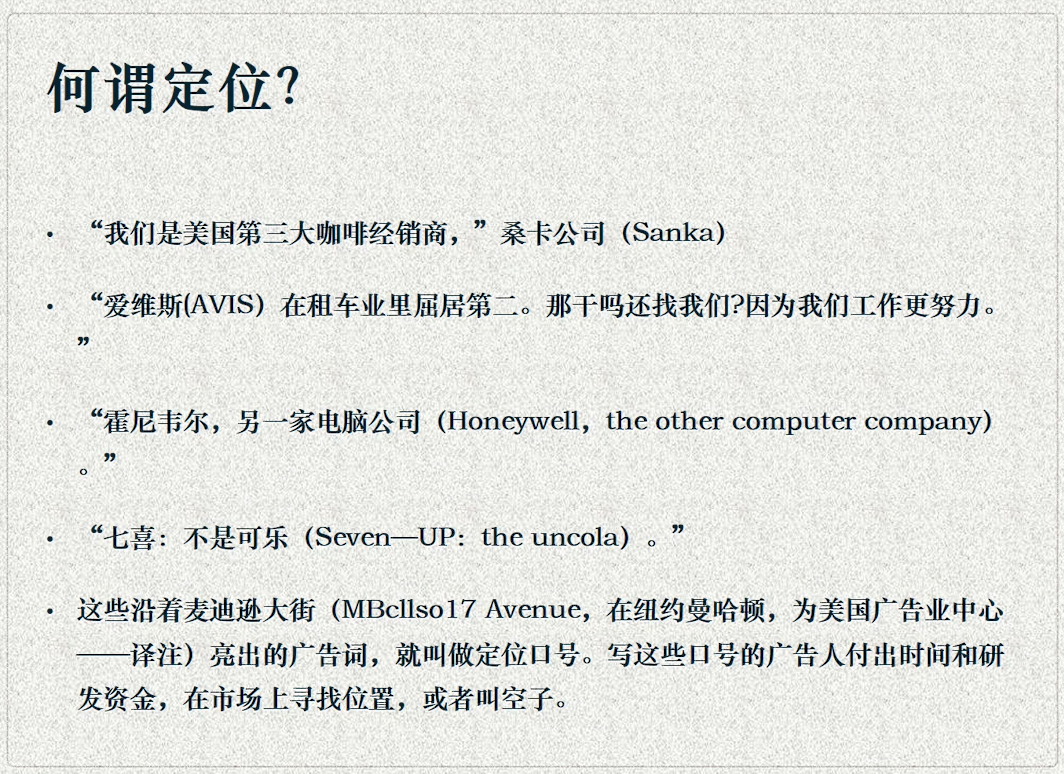 何谓定位?
• “我们是美国第三大咖啡经销商，”桑卡公司（Sanka）
• “爱维斯(AVIS）在租车业里屈居第二。那干吗还找我们?因为我们工作更努力。
”
• “霍尼韦尔，另一家电脑公司（Honeywell，the other computer company）
。”
• “七喜：不是可乐（Seven—UP：the uncola）。”
• 这些沿着麦迪逊大街（MBcllso17 Avenue，在纽约曼哈顿，为美国广告业中心
——译注）亮出的广告词，就叫做定位口号。写这些口号的广告人付出时间和研
发资金，在市场上寻找位置，或者叫空子。